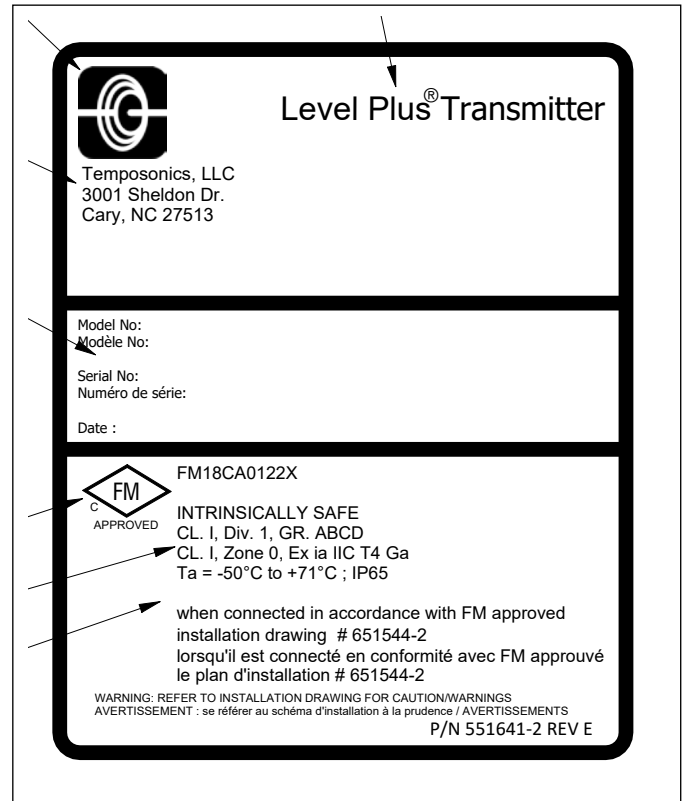 Level Plus® Transmitter
Temposonics, LLC
3001 Sheldon Dr.
Cary, NC 27513
Model No:
Modèle No:
Serial No:
Numéro de série:
Date :
FM
C
APPROVED
FM18CA0122X
INTRINSICALLY SAFE
CL. I, Div. 1, GR. ABCD
CL. I, Zone 0, Ex ia IIC T4 Ga
Ta = -50°C to +71°C ; IP65
when connected in accordance with FM approved
installation drawing # 651544-2
lorsqu'il est connecté en conformité avec FM approuvé
le plan d'installation # 651544-2
WARNING: REFER TO INSTALLATION DRAWING FOR CAUTION/WARNINGS
AVERTISSEMENT : se référer au schéma d'installation à la prudence / AVERTISSEMENTS
P/N 551641-2 REV E